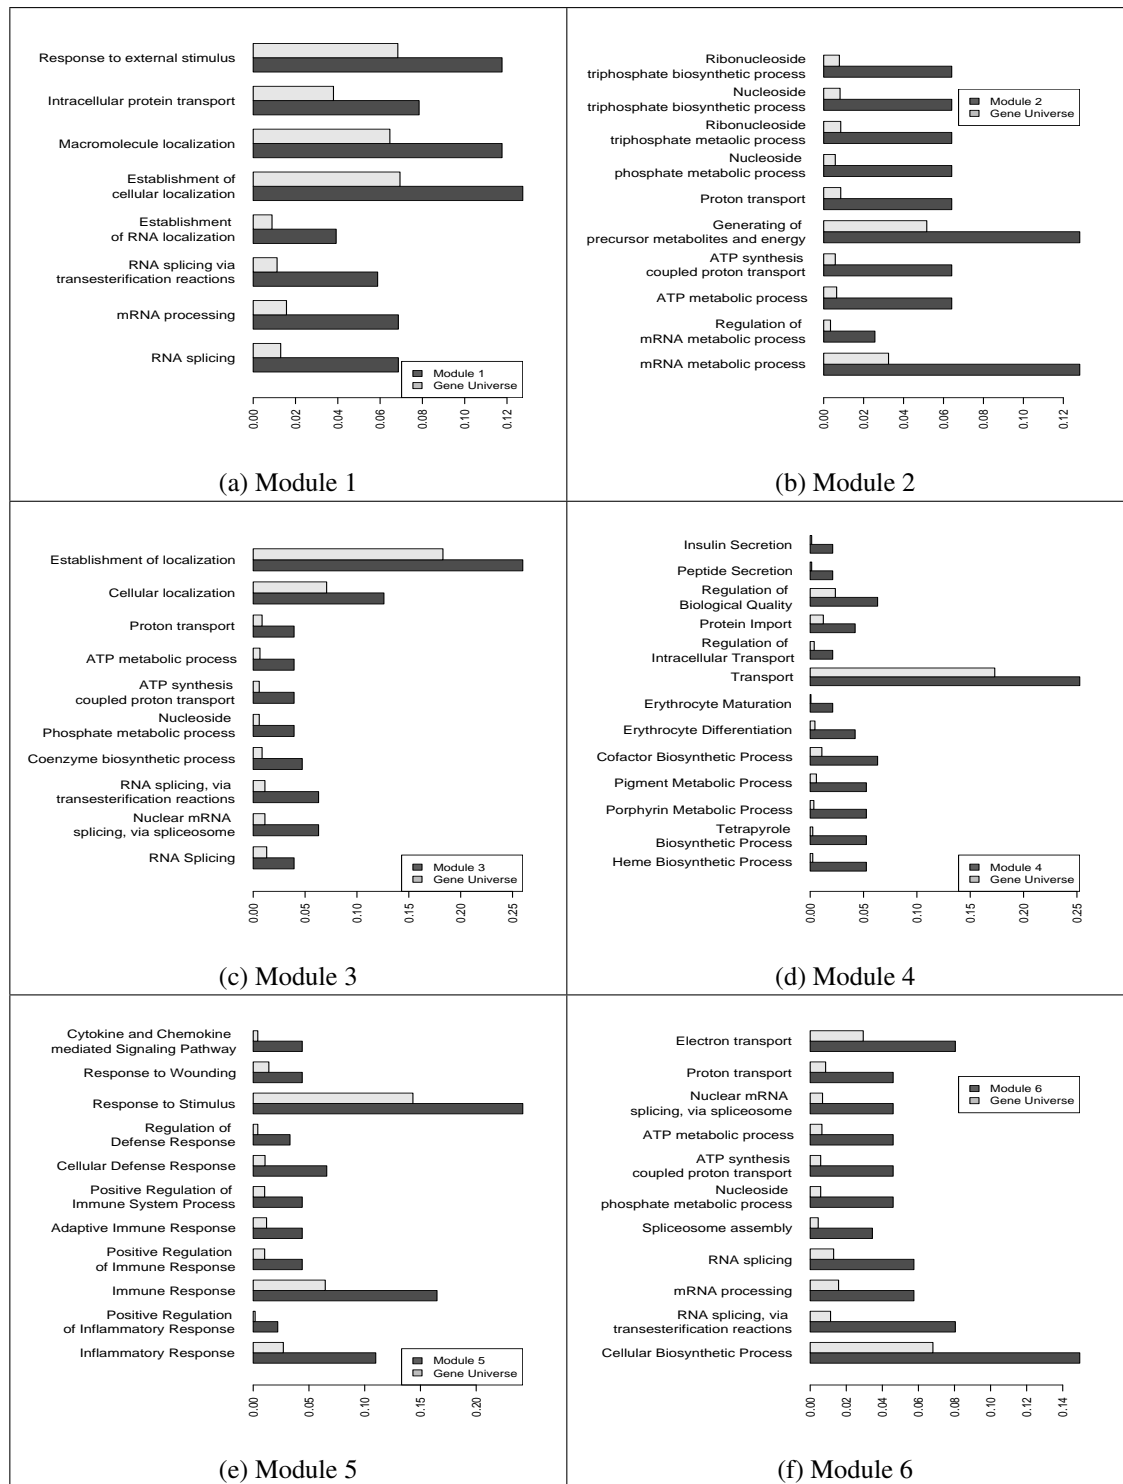 Response to external stimulus
Intracellular protein transport
Macromolecule localization
Establishment of
cellular localization
Establishment
of RNA localization
RNA splicing via
transesterification reactions
mRNA processing
RNA splicing
Module 1
Gene Universe
0.00
0.02
0.04
0.06
0.08
0.10
0.12
(a) Module 1
Ribonucleoside
triphosphate biosynthetic process
Nucleoside
triphosphate biosynthetic process
Ribonucleoside
triphosphate metaolic process
Nucleoside
phosphate metabolic process
Proton transport
Generating of
precursor metabolites and energy
ATP synthesis
coupled proton transport
ATP metabolic process
Regulation of
mRNA metabolic process
mRNA metabolic process
Module 2
Gene Universe
0.00
0.02
0.04
0.06
0.08
0.10
0.12
(b) Module 2
Establishment of localization
Cellular localization
Proton transport
ATP metabolic process
ATP synthesis
coupled proton transport
Nucleoside
Phosphate metabolic process
Coenzyme biosynthetic process
RNA splicing, via
transesterification reactions
Nuclear mRNA
splicing, via spliceosome
RNA Splicing
Module 3
Gene Universe
0.00
0.05
0.10
0.15
0.20
0.25
(c) Module 3
Insulin Secretion
Peptide Secretion
Regulation of
Biological Quality
Protein Import
Regulation of
Intracellular Transport
Transport
Erythrocyte Maturation
Erythrocyte Differentiation
Cofactor Biosynthetic Process
Pigment Metabolic Process
Porphyrin Metabolic Process
Tetrapyrole
Biosynthetic Process
Heme Biosynthetic Process
Module 4
Gene Universe
0.00
0.05
0.10
0.15
0.20
0.25
(d) Module 4
Cytokine and Chemokine
mediated Signaling Pathway
Response to Wounding
Response to Stimulus
Regulation of
Defense Response
Cellular Defense Response
Positive Regulation of
Immune System Process
Adaptive Immune Response
Positive Regulation
of Immune Response
Immune Response
Positive Regulation
of Inflammatory Response
Inflammatory Response
Module 5
Gene Universe
0.00
0.05
0.10
0.15
0.20
(e) Module 5
Electron transport
Proton transport
Nuclear mRNA
splicing, via spliceosome
ATP metabolic process
ATP synthesis
coupled proton transport
Nucleoside
phosphate metabolic process
Spliceosome assembly
RNA splicing
mRNA processing
RNA splicing, via
transesterification reactions
Cellular Biosynthetic Process
Module 6
Gene Universe
0.00
0.02
0.04
0.06
0.08
0.10
0.12
0.14
(f) Module 6